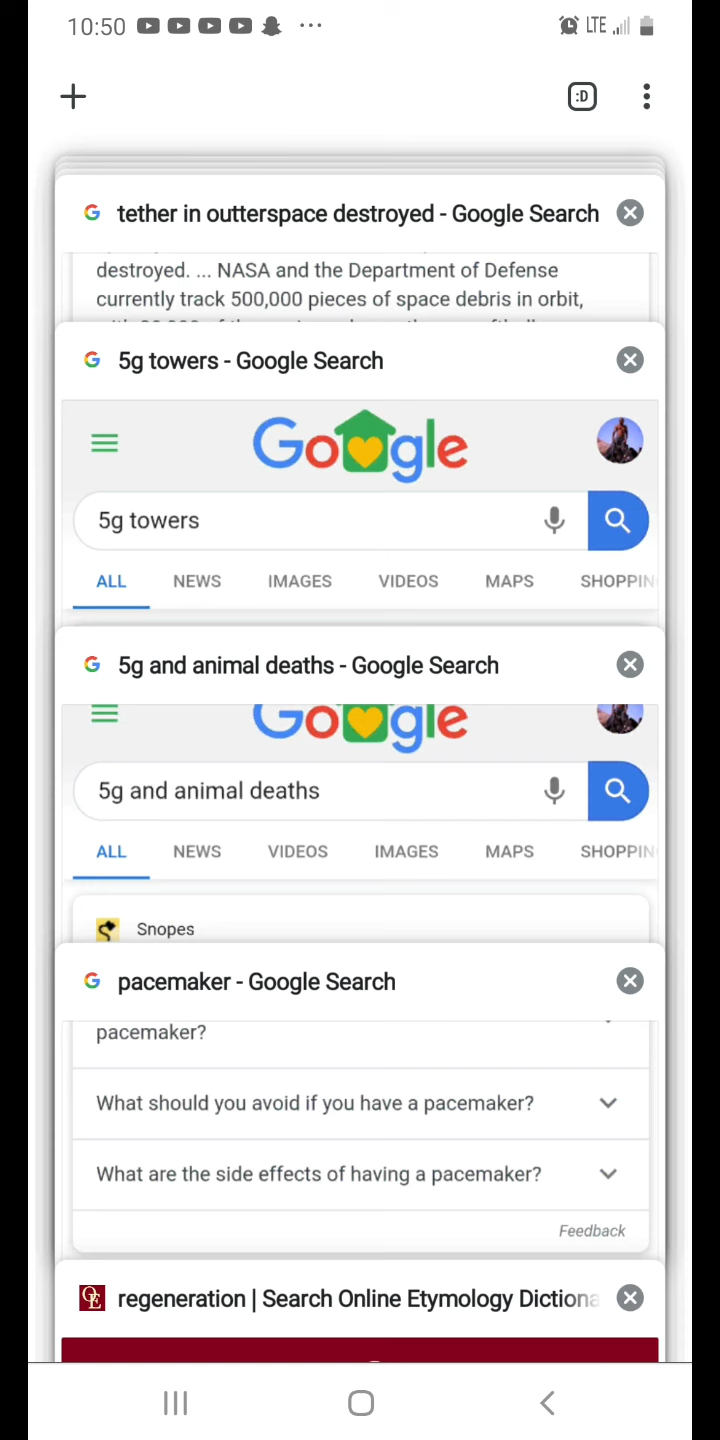 10:50 LTE
:D
tether in outterspace destroyed - Google Search
destroyed. ... NASA and the Department of Defense
currently track 500,000 pieces of space debris in orbit,
5g towers - Google Search
Google
5g towers
ALL NEWS IMAGES VIDEOS MAPS SHOPPIN
5g and animal deaths - Google Search
Google
5g and animal deaths
ALL NEWS VIDEOS IMAGES MAPS SHOPPIN
Snopes
pacemaker - Google Search
pacemaker?
What should you avoid if you have a pacemaker?
What are the side effects of having a pacemaker?
Feedback
OE regeneration | Search Online Etymology Dictiona